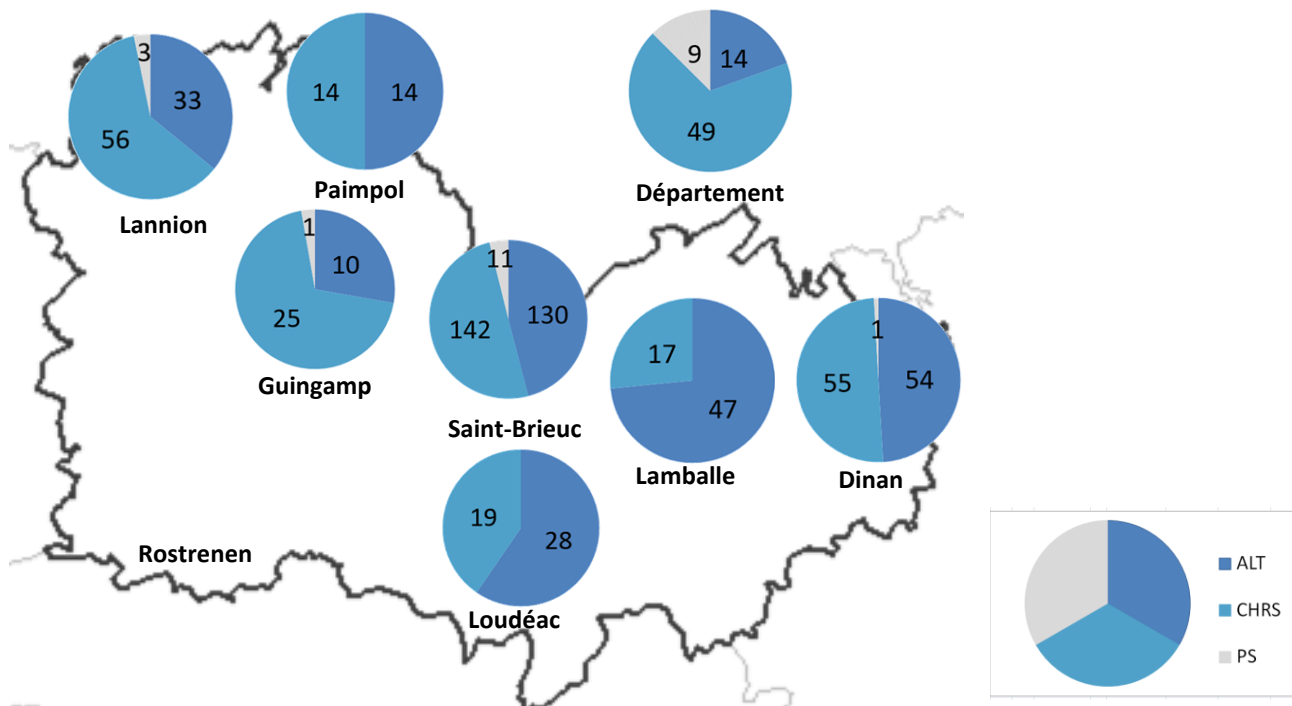 3
33
56
Lannion
14
14
Paimpol
9
14
49
Département
1
10
25
Guingamp
11
142
130
Saint-Brieuc
17
47
Lamballe
1
55
54
Dinan
19
28
Loudéac
Rostrenen
ALT
CHRS
PS